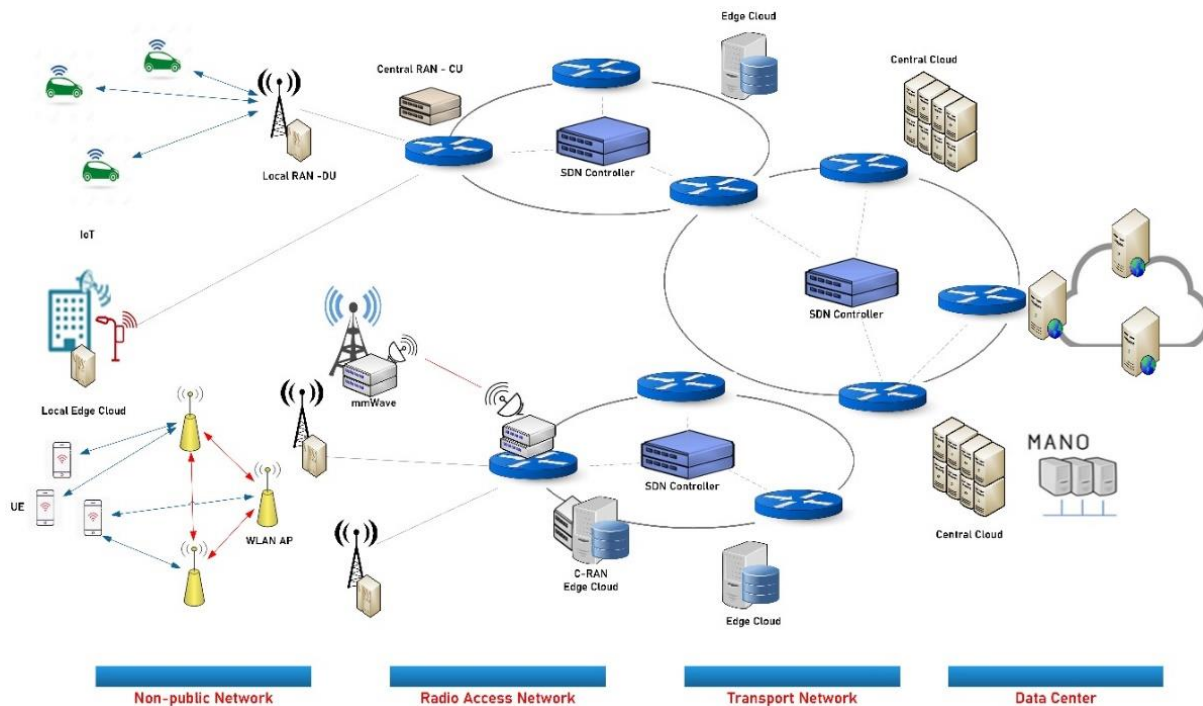 Edge Cloud
Central RAN - CU
Central Cloud
SDN Controller
Local RAN -DU
IoT
SDN Controller
mmWave
Local Edge Cloud
MANO
SDN Controller
UE
WLAN AP
Central Cloud
C-RAN
Edge Cloud
Edge Cloud
Non-public Network
Radio Access Network
Transport Network
Data Center